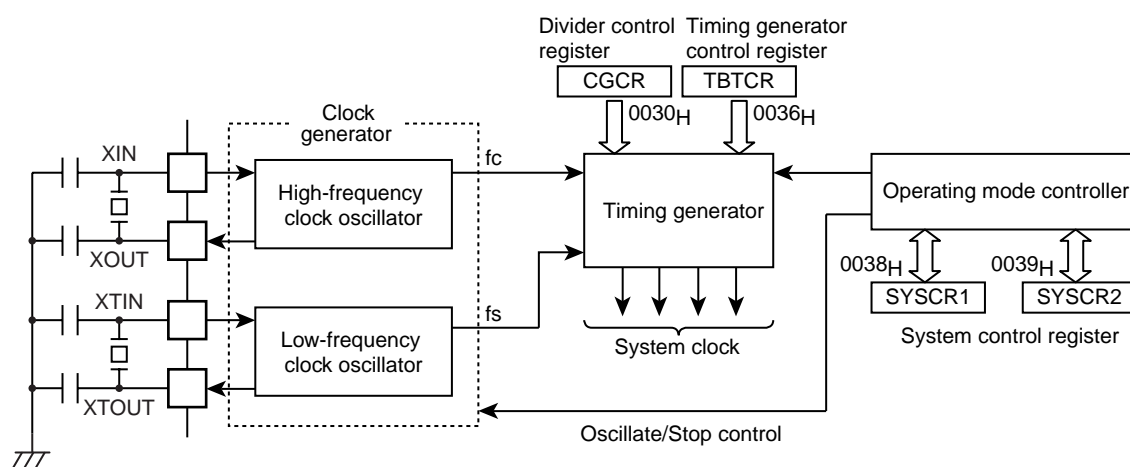 Divider control
register
Timing generator
control register
CGCR
TBTCR
0030H
0036H
Clock
generator
XIN
XOUT
High-frequency
clock oscillator
fc
Timing generator
Operating mode controller
0038H
0039H
SYSCR1
SYSCR2
System control register
XTIN
XTOUT
Low-frequency
clock oscillator
fs
System clock
Oscillate/Stop control